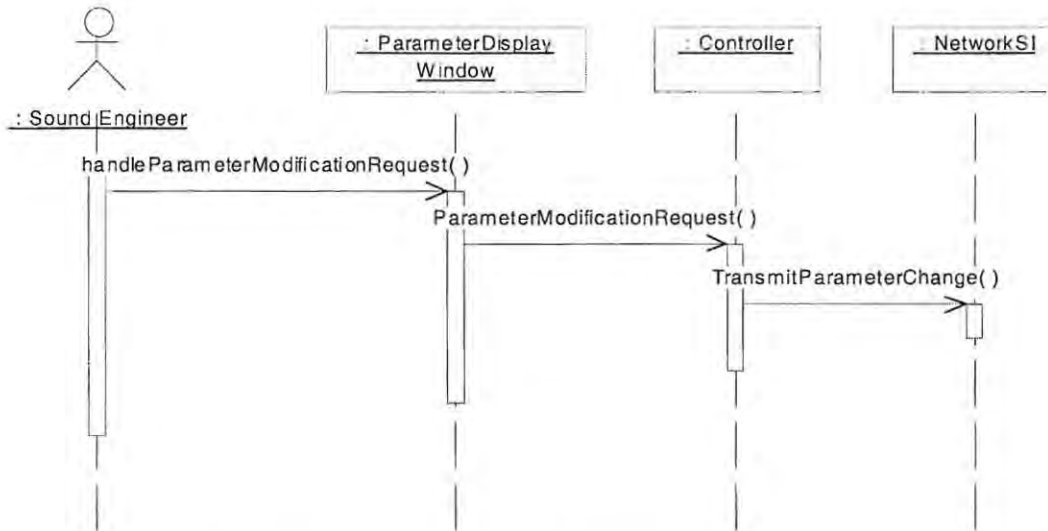 : ParameterDisplay
Window
: Controller
: NetworkSI
: Sound Engineer
handleParameterModificationRequest( )
ParameterModificationRequest( )
TransmitParameterChange( )